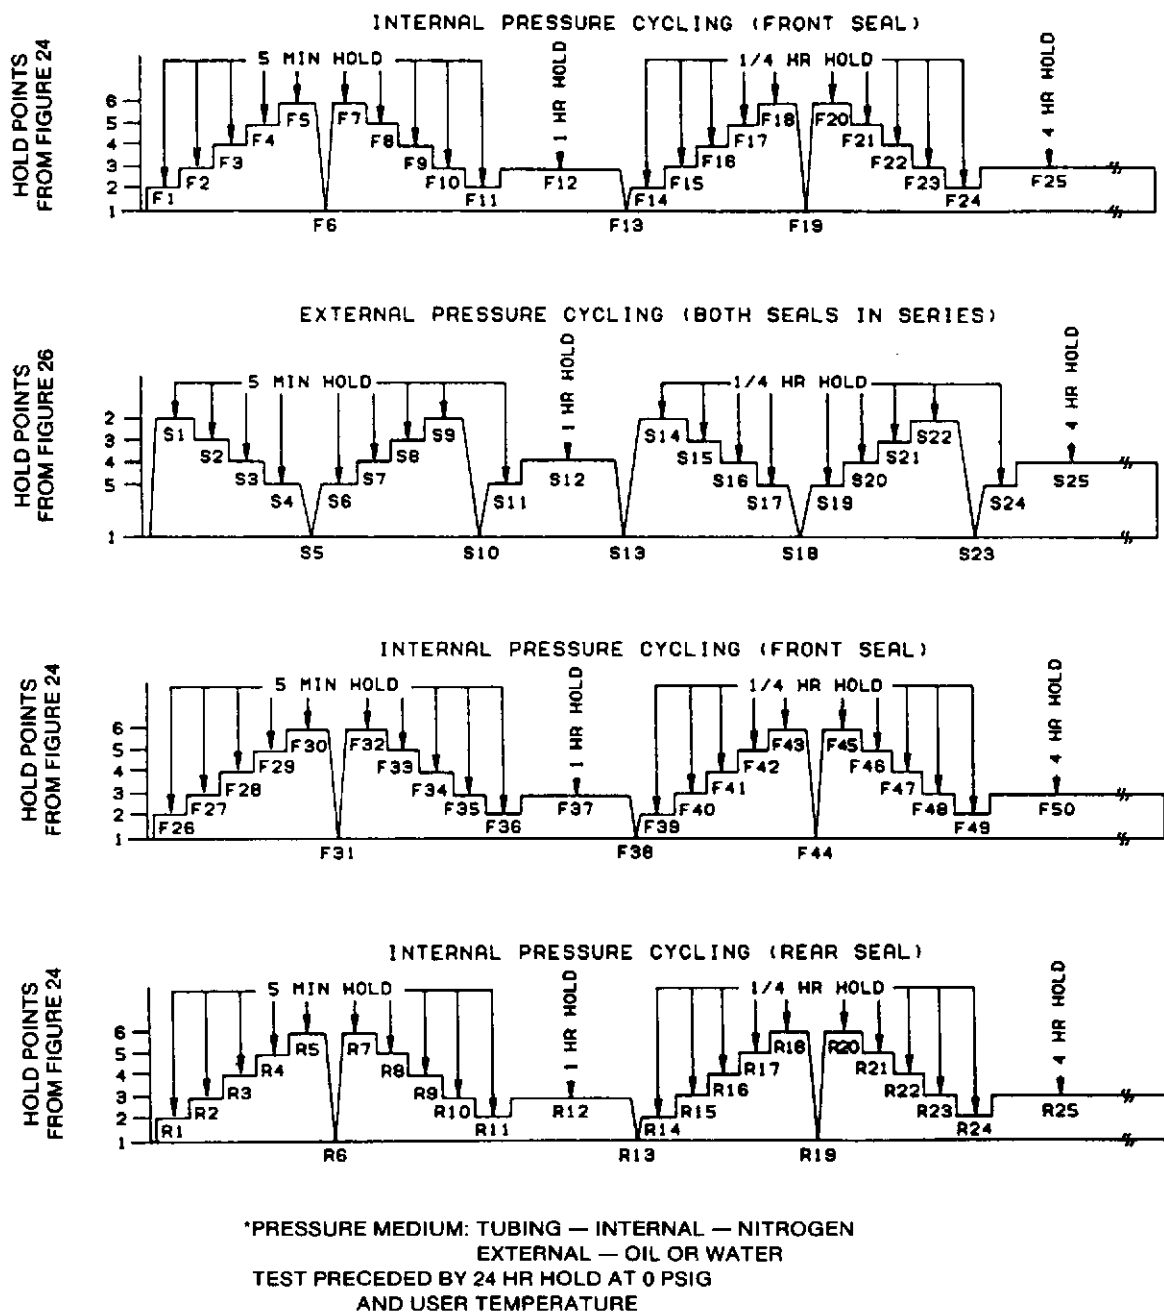 INTERNAL PRESSURE CYCLING (FRONT SEAL)
HOLD POINTS
FROM FIGURE 24
5 MIN HOLD
1 HR HOLD
1/4 HR HOLD
4 HR HOLD
6
5
4
3
2
1
F1
F2
F3
F4
F5
F6
F7
F8
F9
F10
F11
F12
F13
F14
F15
F16
F17
F18
F19
F20
F21
F22
F23
F24
F25
EXTERNAL PRESSURE CYCLING (BOTH SEALS IN SERIES)
HOLD POINTS
FROM FIGURE 26
5 MIN HOLD
1 HR HOLD
1/4 HR HOLD
4 HR HOLD
2
3
4
5
1
S1
S2
S3
S4
S5
S6
S7
S8
S9
S10
S11
S12
S13
S14
S15
S16
S17
S18
S19
S20
S21
S22
S23
S24
S25
INTERNAL PRESSURE CYCLING (FRONT SEAL)
HOLD POINTS
FROM FIGURE 24
5 MIN HOLD
1 HR HOLD
1/4 HR HOLD
4 HR HOLD
6
5
4
3
2
1
F26
F27
F28
F29
F30
F31
F32
F33
F34
F35
F36
F37
F38
F39
F40
F41
F42
F43
F44
F45
F46
F47
F48
F49
F50
INTERNAL PRESSURE CYCLING (REAR SEAL)
HOLD POINTS
FROM FIGURE 24
5 MIN HOLD
1 HR HOLD
1/4 HR HOLD
4 HR HOLD
6
5
4
3
2
1
R1
R2
R3
R4
R5
R6
R7
R8
R9
R10
R11
R12
R13
R14
R15
R16
R17
R18
R19
R20
R21
R22
R23
R24
R25
*PRESSURE MEDIUM: TUBING — INTERNAL — NITROGEN
EXTERNAL — OIL OR WATER
TEST PRECEDED BY 24 HR HOLD AT 0 PSIG
AND USER TEMPERATURE